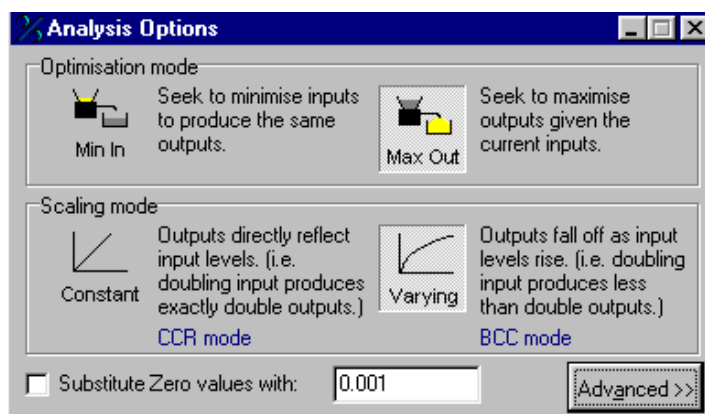 Analysis Options
Optimisation mode
Min In
Seek to minimise inputs
to produce the same
outputs.
Max Out
Seek to maximise
outputs given the
current inputs.
Scaling mode
Constant
Outputs directly reflect
input levels. (i.e.
doubling input produces
exactly double outputs.)
CCR mode
Varying
Outputs fall off as input
levels rise. (i.e. doubling
input produces less
than double outputs.)
BCC mode
Substitute Zero values with:
0.001
Advanced >>